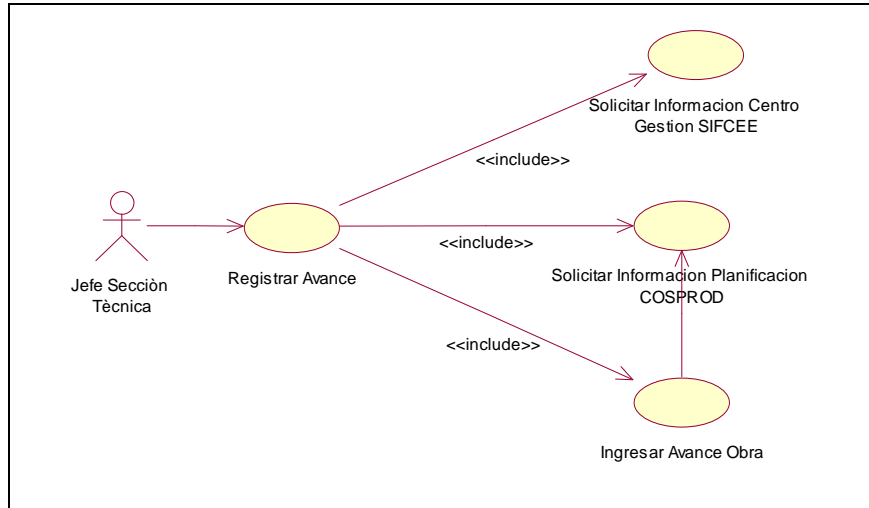 Solicitar Informacion Centro
Gestion SIFCEE
<<include>>
Jefe Secciòn
Tècnica
Registrar Avance
<<include>>
Solicitar Informacion Planificacion
COSPROD
<<include>>
Ingresar Avance Obra